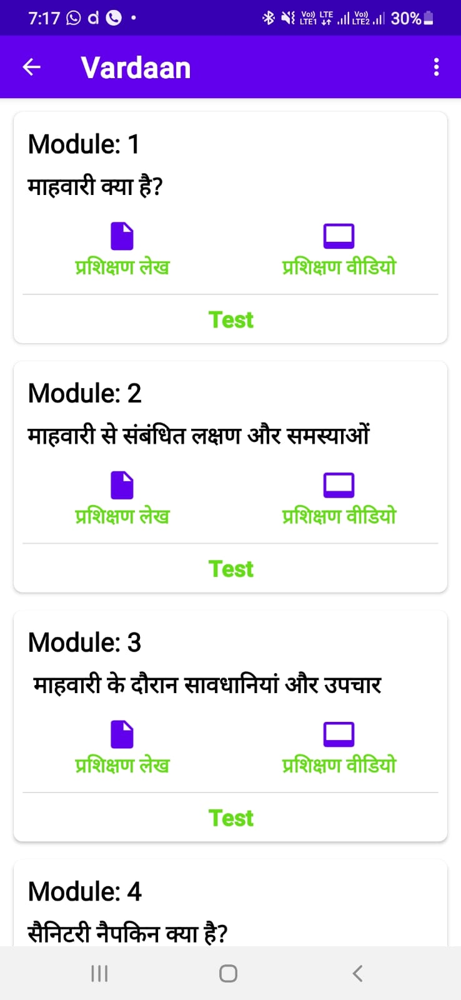 7:17 Vo)) LTE1 LTE Vo)) LTE2 30%
Vardaan
Module: 1
माहवारी क्या है?
प्रशिक्षण लेख प्रशिक्षण वीडियो
Test
Module: 2
माहवारी से संबंधित लक्षण और समस्याओं
प्रशिक्षण लेख प्रशिक्षण वीडियो
Test
Module: 3
माहवारी के दौरान सावधानियां और उपचार
प्रशिक्षण लेख प्रशिक्षण वीडियो
Test
Module: 4
सैनिटरी नैपकिन क्या है?